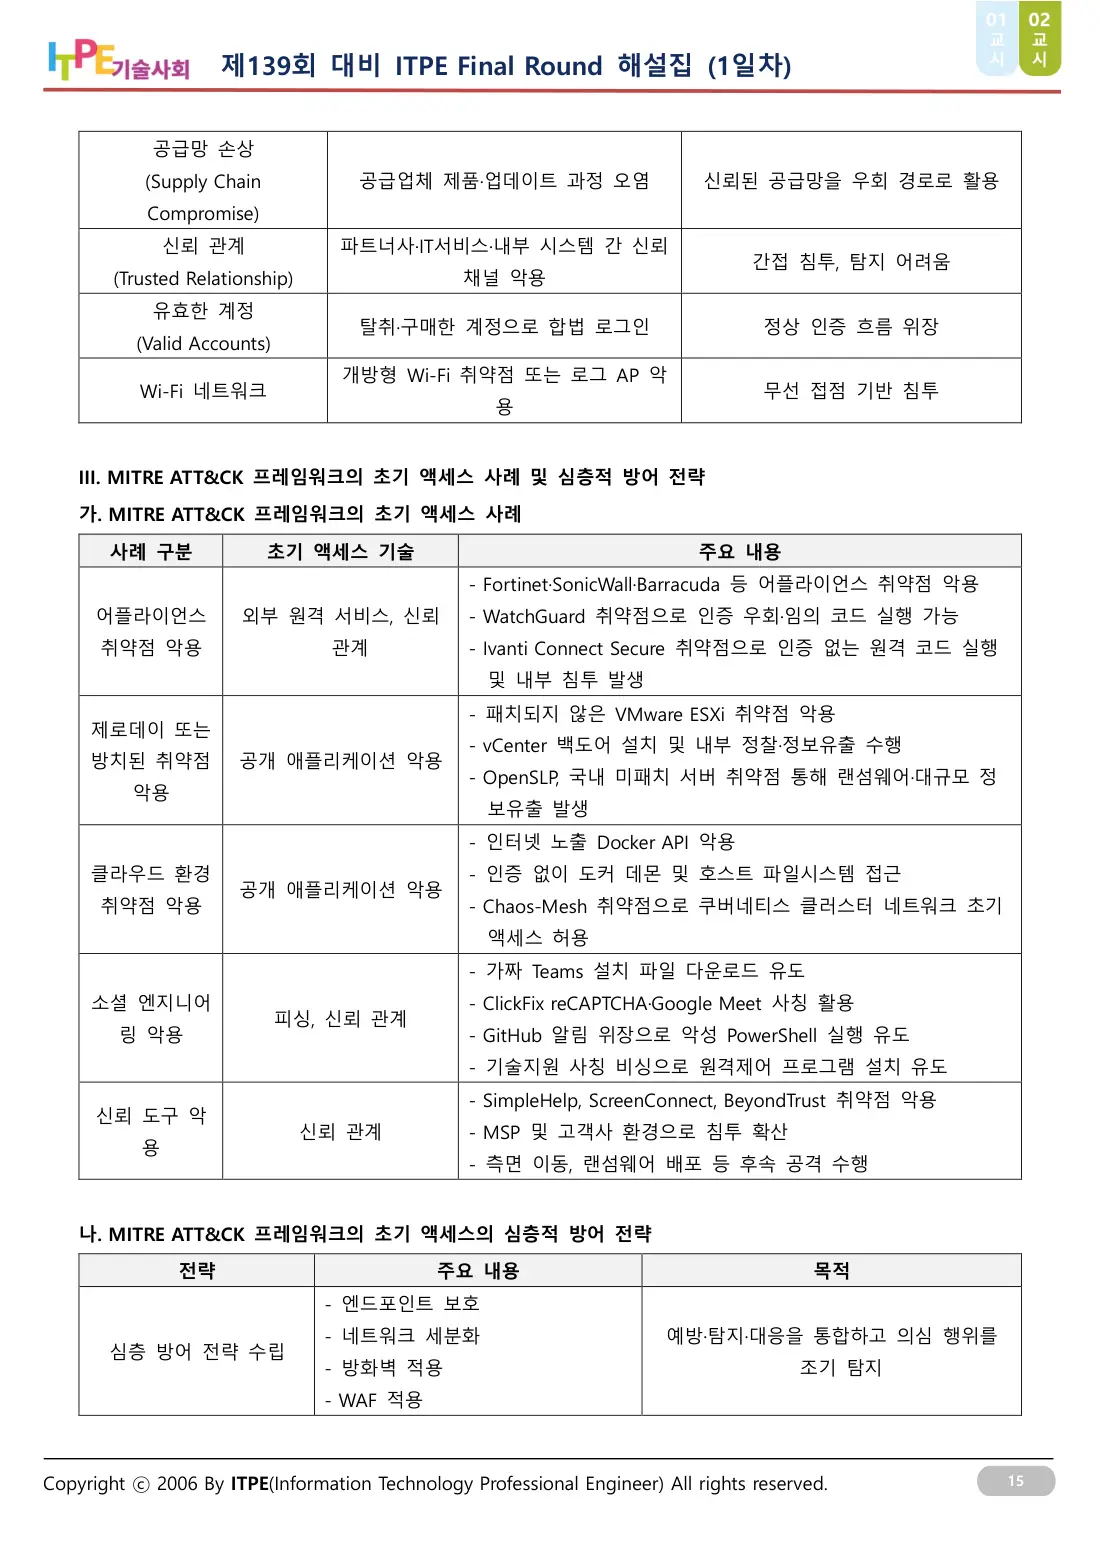 01
교
시
02
교
시
ITPE기술사회
제139회 대비 ITPE Final Round 해설집 (1일차)
공급망 손상
(Supply Chain
Compromise)
공급업체 제품·업데이트 과정 오염
신뢰된 공급망을 우회 경로로 활용
신뢰 관계
(Trusted Relationship)
파트너사·IT서비스·내부 시스템 간 신뢰
채널 악용
간접 침투, 탐지 어려움
유효한 계정
(Valid Accounts)
탈취·구매한 계정으로 합법 로그인
정상 인증 흐름 위장
Wi-Fi 네트워크
개방형 Wi-Fi 취약점 또는 로그 AP 악
용
무선 접점 기반 침투
III. MITRE ATT&CK 프레임워크의 초기 액세스 사례 및 심층적 방어 전략
가. MITRE ATT&CK 프레임워크의 초기 액세스 사례
사례 구분
초기 액세스 기술
주요 내용
어플라이언스
취약점 악용
외부 원격 서비스, 신뢰
관계
- Fortinet·SonicWall·Barracuda 등 어플라이언스 취약점 악용
- WatchGuard 취약점으로 인증 우회·임의 코드 실행 가능
- Ivanti Connect Secure 취약점으로 인증 없는 원격 코드 실행
및 내부 침투 발생
제로데이 또는
방치된 취약점
악용
공개 애플리케이션 악용
- 패치되지 않은 VMware ESXi 취약점 악용
- vCenter 백도어 설치 및 내부 정찰·정보유출 수행
- OpenSLP, 국내 미패치 서버 취약점 통해 랜섬웨어·대규모 정
보유출 발생
클라우드 환경
취약점 악용
공개 애플리케이션 악용
- 인터넷 노출 Docker API 악용
- 인증 없이 도커 데몬 및 호스트 파일시스템 접근
- Chaos-Mesh 취약점으로 쿠버네티스 클러스터 네트워크 초기
액세스 허용
소셜 엔지니어
링 악용
피싱, 신뢰 관계
- 가짜 Teams 설치 파일 다운로드 유도
- ClickFix reCAPTCHA·Google Meet 사칭 활용
- GitHub 알림 위장으로 악성 PowerShell 실행 유도
- 기술지원 사칭 비싱으로 원격제어 프로그램 설치 유도
신뢰 도구 악
용
신뢰 관계
- SimpleHelp, ScreenConnect, BeyondTrust 취약점 악용
- MSP 및 고객사 환경으로 침투 확산
- 측면 이동, 랜섬웨어 배포 등 후속 공격 수행
나. MITRE ATT&CK 프레임워크의 초기 액세스의 심층적 방어 전략
전략
주요 내용
목적
심층 방어 전략 수립
- 엔드포인트 보호
- 네트워크 세분화
- 방화벽 적용
- WAF 적용
예방·탐지·대응을 통합하고 의심 행위를
조기 탐지
Copyright ⓒ 2006 By ITPE(Information Technology Professional Engineer) All rights reserved.
15